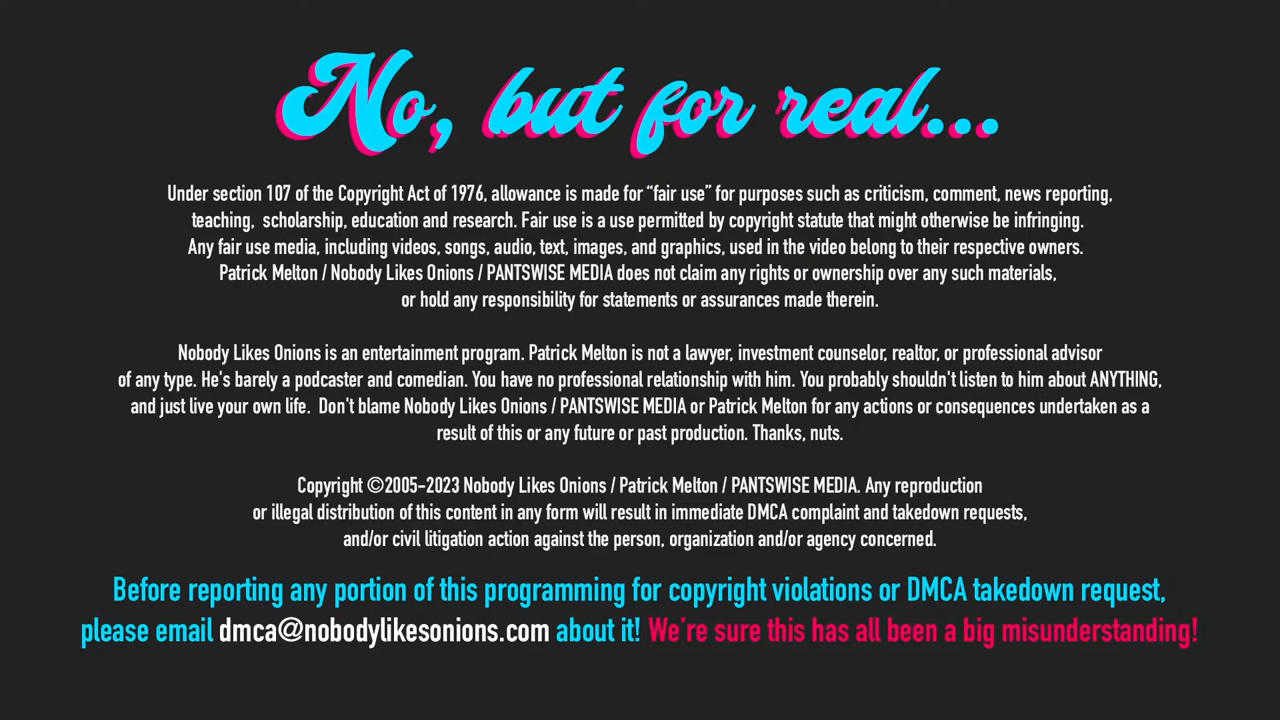 No, but for real...
Under section 107 of the Copyright Act of 1976, allowance is made for “fair use” for purposes such as criticism, comment, news reporting,
teaching,  scholarship, education and research. Fair use is a use permitted by copyright statute that might otherwise be infringing.
Any fair use media, including videos, songs, audio, text, images, and graphics, used in the video belong to their respective owners.
Patrick Melton / Nobody Likes Onions / PANTSWISE MEDIA does not claim any rights or ownership over any such materials,
or hold any responsibility for statements or assurances made therein.
Nobody Likes Onions is an entertainment program. Patrick Melton is not a lawyer, investment counselor, realtor, or professional advisor
of any type. He's barely a podcaster and comedian. You have no professional relationship with him. You probably shouldn't listen to him about ANYTHING,
and just live your own life.  Don't blame Nobody Likes Onions / PANTSWISE MEDIA or Patrick Melton for any actions or consequences undertaken as a
result of this or any future or past production. Thanks, nuts.
Copyright ©2005-2023 Nobody Likes Onions / Patrick Melton / PANTSWISE MEDIA. Any reproduction
or illegal distribution of this content in any form will result in immediate DMCA complaint and takedown requests,
and/or civil litigation action against the person, organization and/or agency concerned.
Before reporting any portion of this programming for copyright violations or DMCA takedown request,
please email dmca@nobodylikesonions.com about it! We're sure this has all been a big misunderstanding!